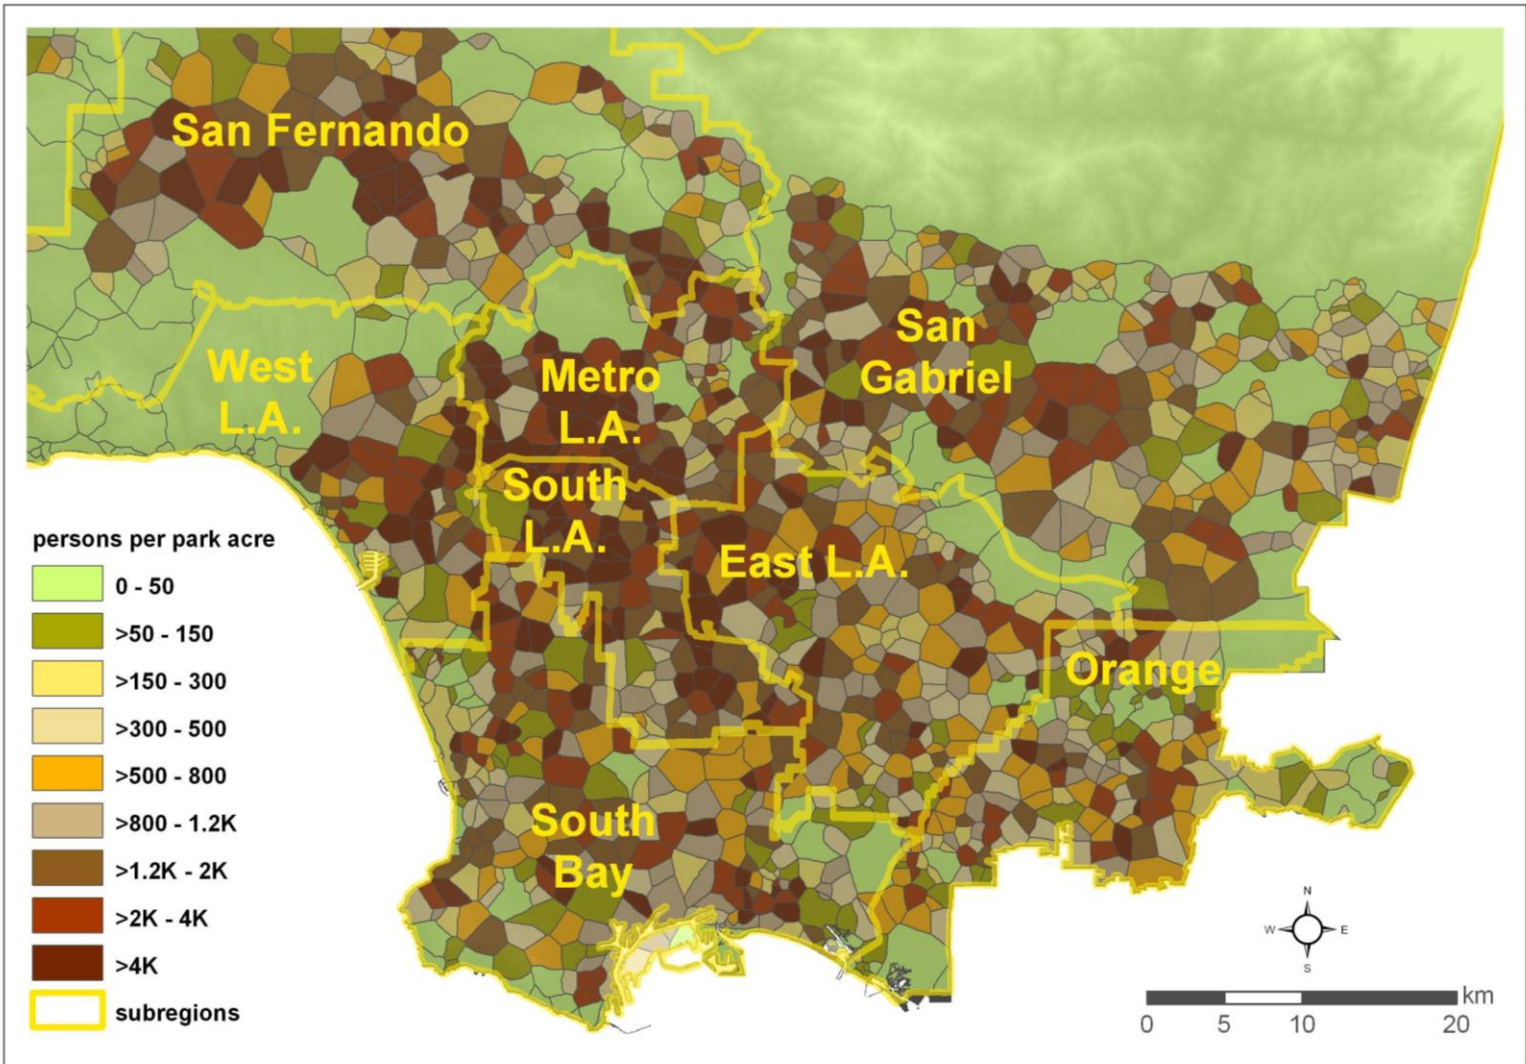 San Fernando
West
L.A.
Metro
L.A.
San
Gabriel
South
L.A.
East L.A.
Orange
South
Bay
persons per park acre
0 - 50
>50 - 150
>150 - 300
>300 - 500
>500 - 800
>800 - 1.2K
>1.2K - 2K
>2K - 4K
>4K
subregions
N
W E
S
km
0 5 10 20